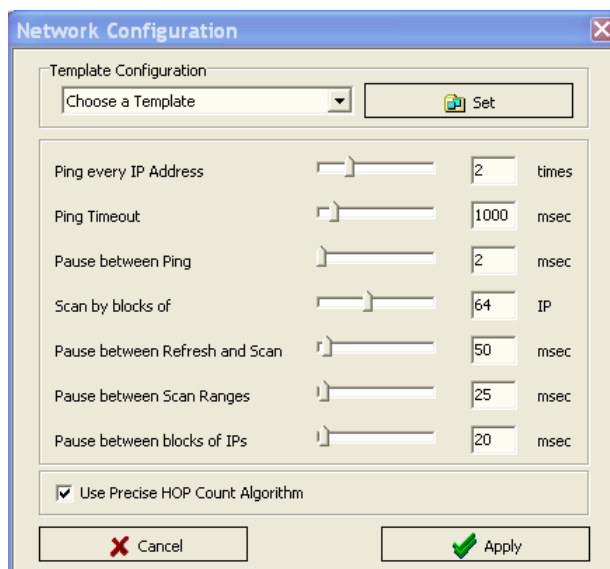 Network Configuration
Template Configuration
Choose a Template
Set
Ping every IP Address 2 times
Ping Timeout 1000 msec
Pause between Ping 2 msec
Scan by blocks of 64 IP
Pause between Refresh and Scan 50 msec
Pause between Scan Ranges 25 msec
Pause between blocks of IPs 20 msec
Use Precise HOP Count Algorithm
Cancel
Apply